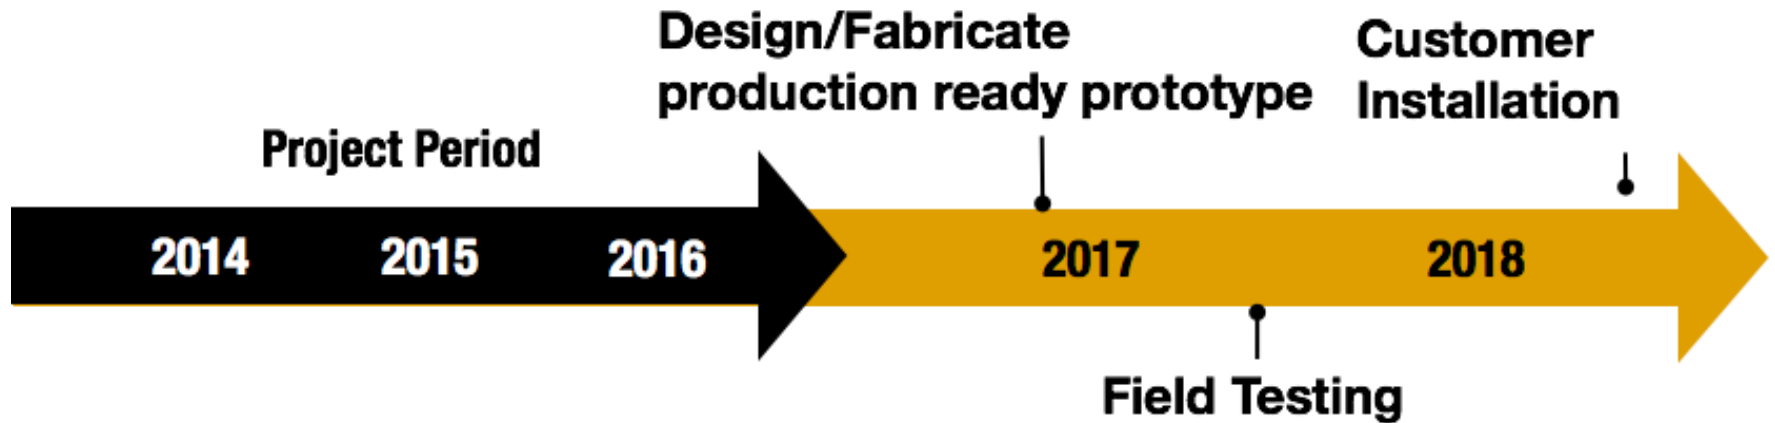 Design/Fabricate
production ready prototype
Customer
Installation
Project Period
2014
2015
2016
2017
2018
Field Testing